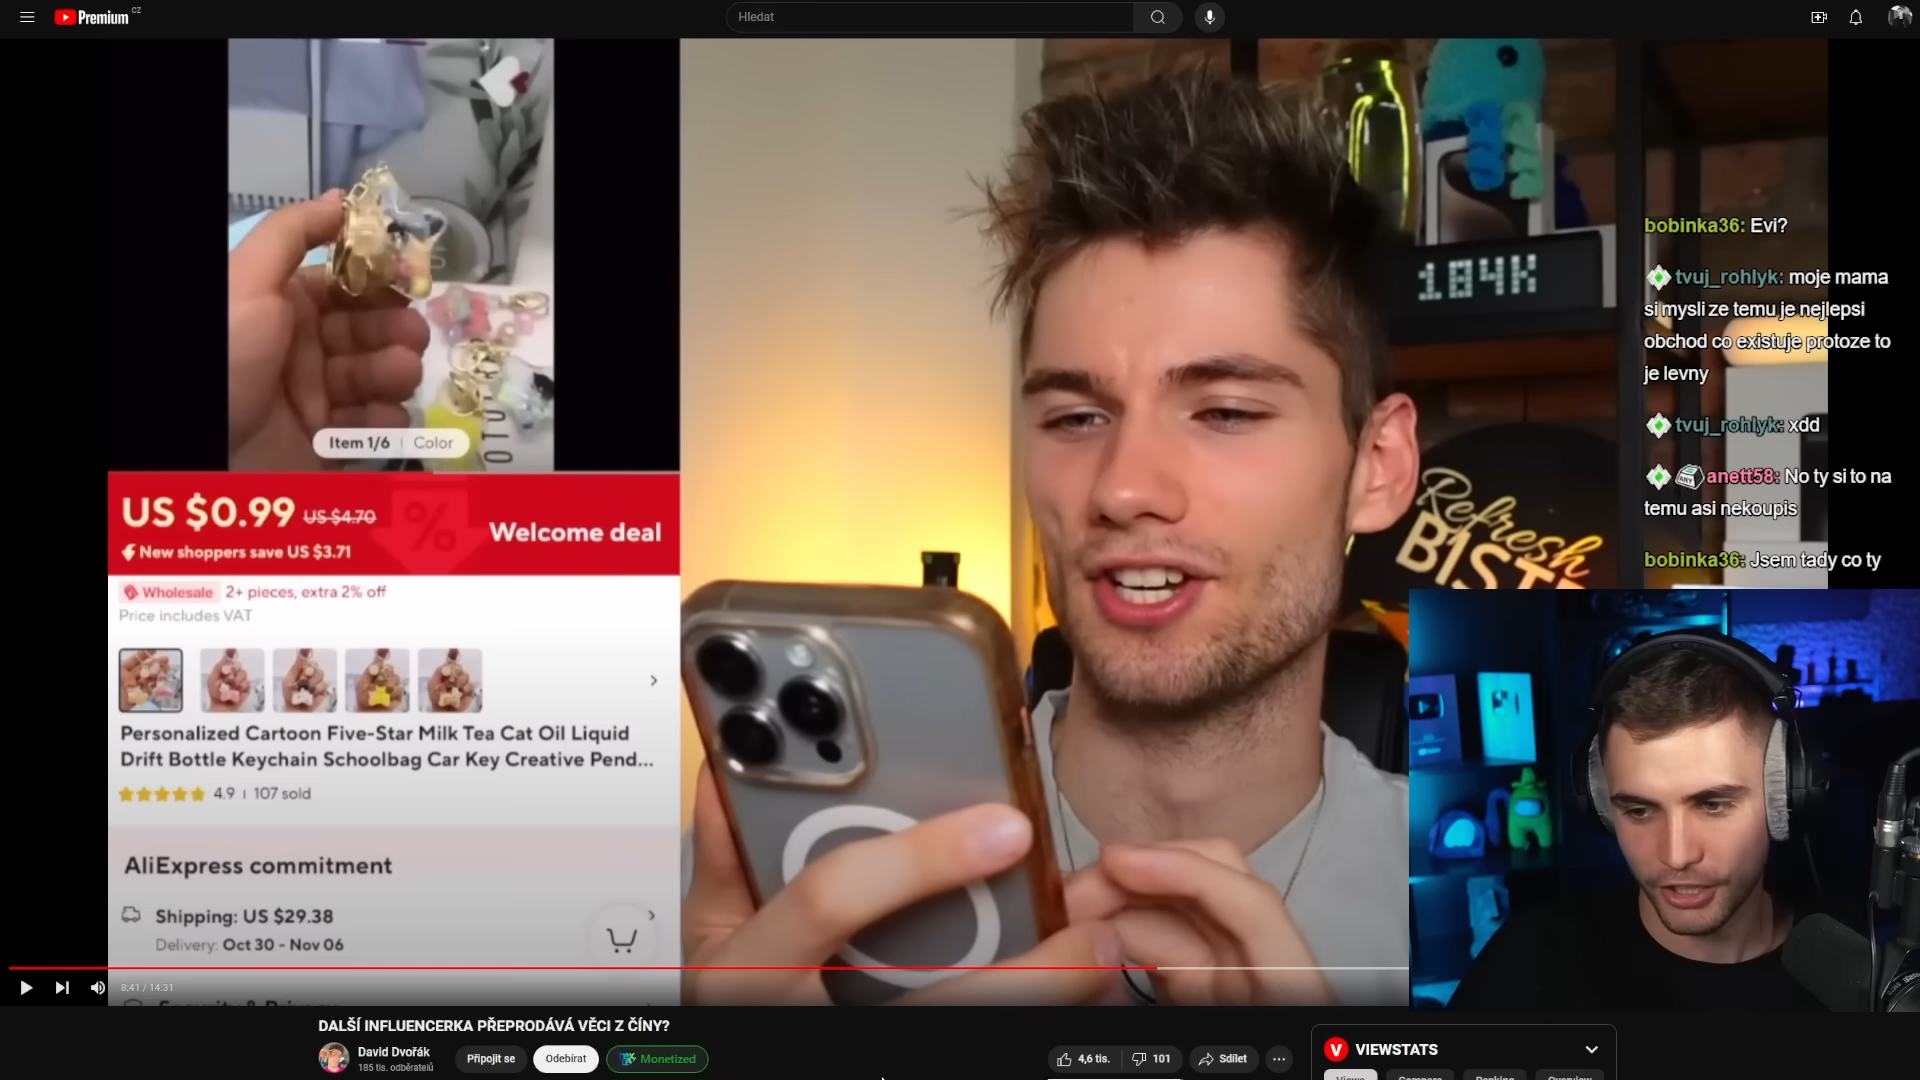 Premium CZ
Hledat
184K
Refresh
Item 1/6 | Color
US $0.99 US $4.70
%
Welcome deal
New shoppers save US $3.71
Wholesale 2+ pieces, extra 2% off
Price includes VAT
Personalized Cartoon Five-Star Milk Tea Cat Oil Liquid
Drift Bottle Keychain Schoolbag Car Key Creative Pend...
4.9 | 107 sold
AliExpress commitment
Shipping: US $29.38
Delivery: Oct 30 - Nov 06
bobinka36: Evi?
tvuj_rohlyk: moje mama
si mysli ze temu je nejlepsi
obchod co existuje protoze to
je levny
tvuj_rohlyk: xdd
ANY anett58: No ty si to na
temu asi nekoupis
bobinka36: Jsem tady co ty
8:41 / 14:31
DALŠÍ INFLUENCERKA PŘEPRODÁVÁ VĚCI Z ČÍNY?
David Dvořák
185 tis. odběratelů
Připojit se
Odebírat
Monetized
4,6 tis.
101
Sdílet
VIEWSTATS